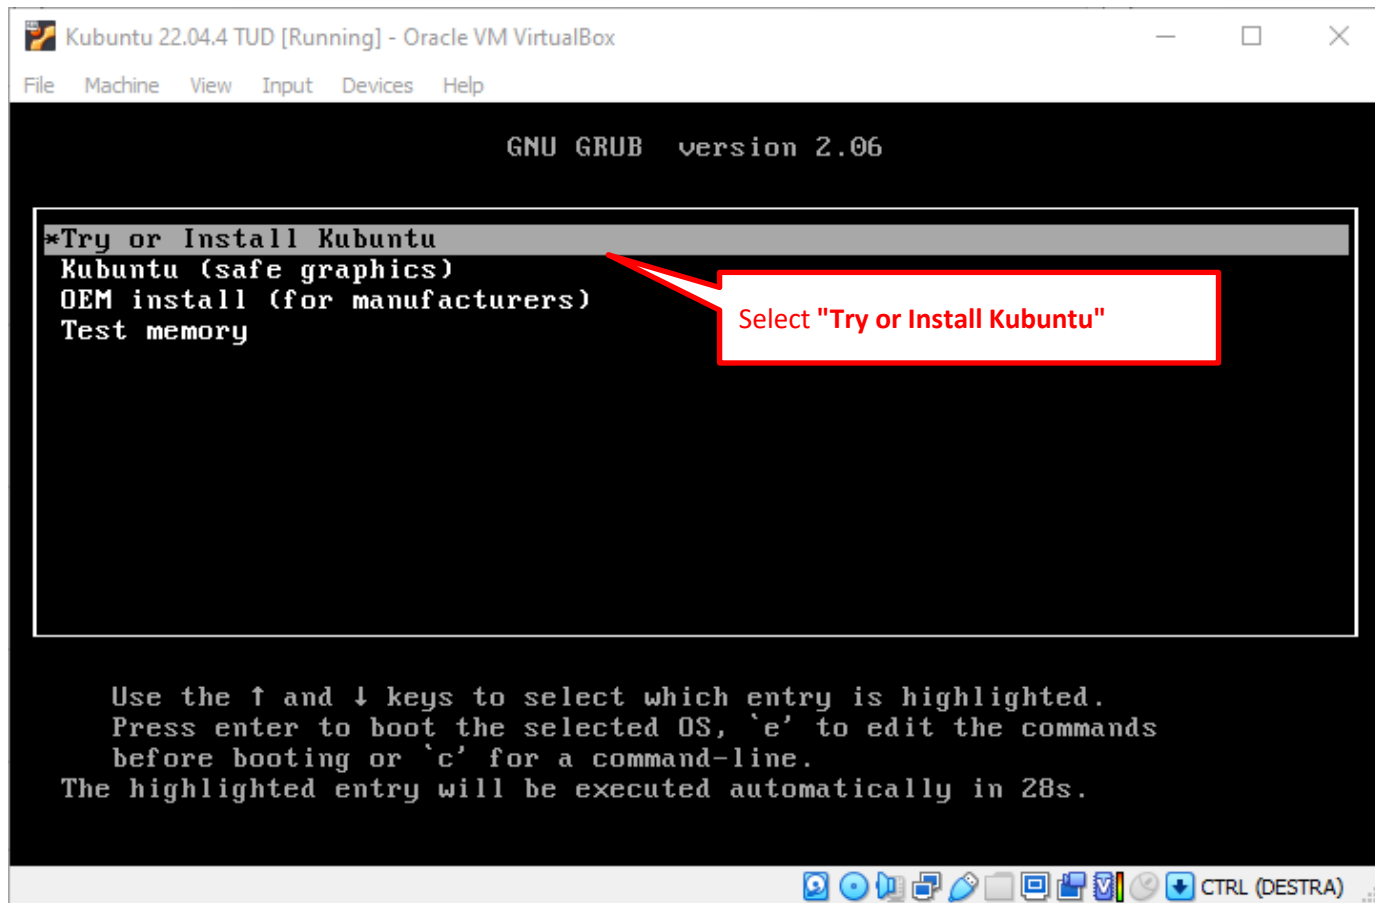 Kubuntu 22.04.4 TUD [Running] - Oracle VM VirtualBox
File Machine View Input Devices Help
GNU GRUB version 2.06
*Try or Install Kubuntu
Kubuntu (safe graphics)
OEM install (for manufacturers)
Test memory
Select "Try or Install Kubuntu"
Use the ↑ and ↓ keys to select which entry is highlighted.
Press enter to boot the selected OS, `e' to edit the commands
before booting or `c' for a command-line.
The highlighted entry will be executed automatically in 28s.
CTRL (DESTRA)